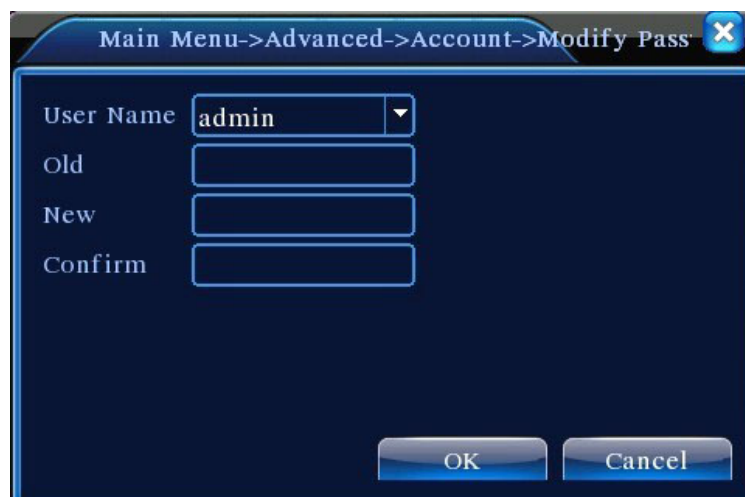 Main Menu->Advanced->Account->Modify Pass
User Name admin
Old
New
Confirm
OK Cancel